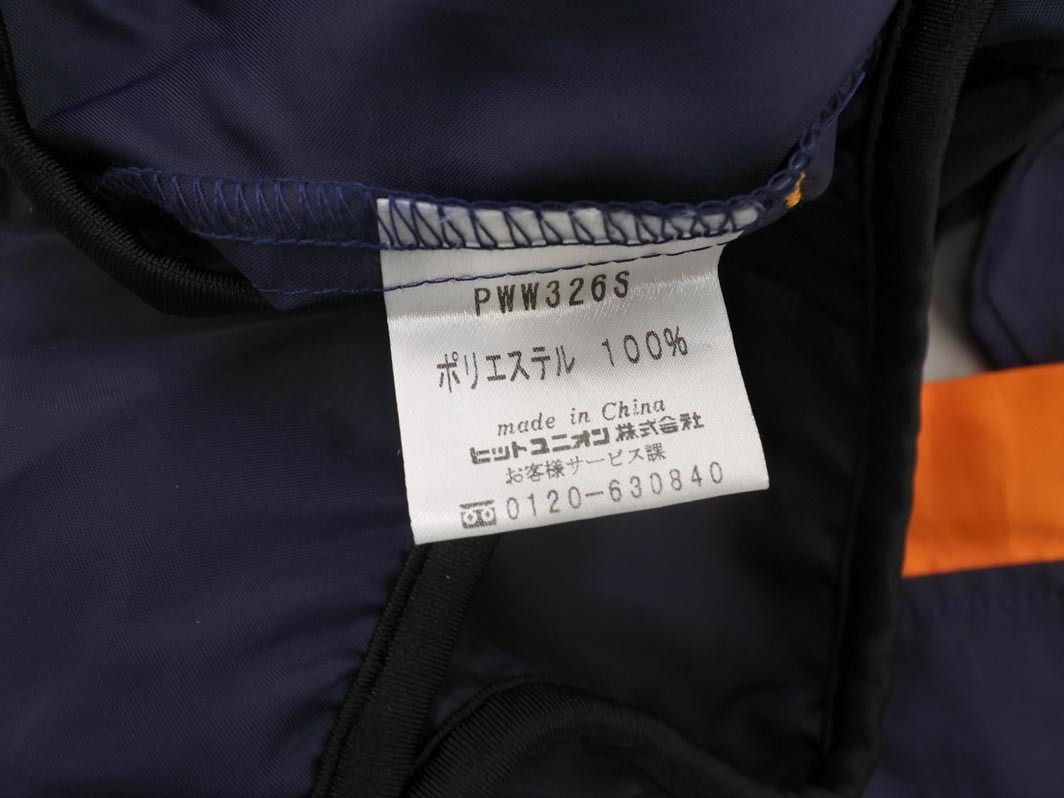 PWW326S
ポリエステル 100%
made in China
ヒットユニオン株式会社
お客様サービス課
0120-630840